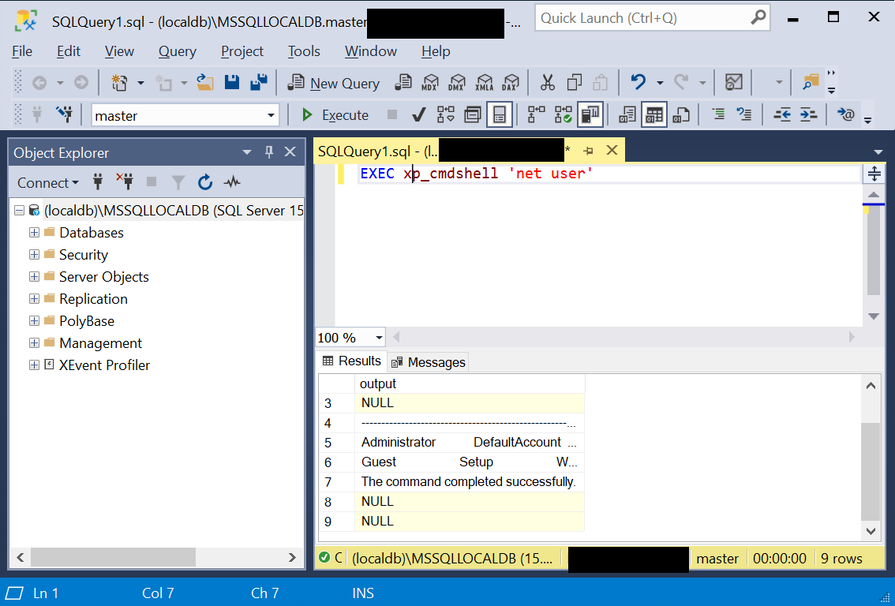 SQLQuery1.sql - (localdb)\MSSQLLOCALDB.master -... Quick Launch (Ctrl+Q)
File Edit View Query Project Tools Window Help
New Query MDX DMX XMLA DAX
master Execute
Object Explorer
Connect
(localdb)\MSSQLLOCALDB (SQL Server 15
Databases
Security
Server Objects
Replication
PolyBase
Management
XEvent Profiler
SQLQuery1.sql - (l.. *
EXEC xp_cmdshell 'net user'
100 %
Results Messages
output
3 NULL
4 -----------------------------------------------------...
5 Administrator DefaultAccount ...
6 Guest Setup W...
7 The command completed successfully.
8 NULL
9 NULL
C (localdb)\MSSQLLOCALDB (15.... master 00:00:00 9 rows
Ln 1 Col 7 Ch 7 INS